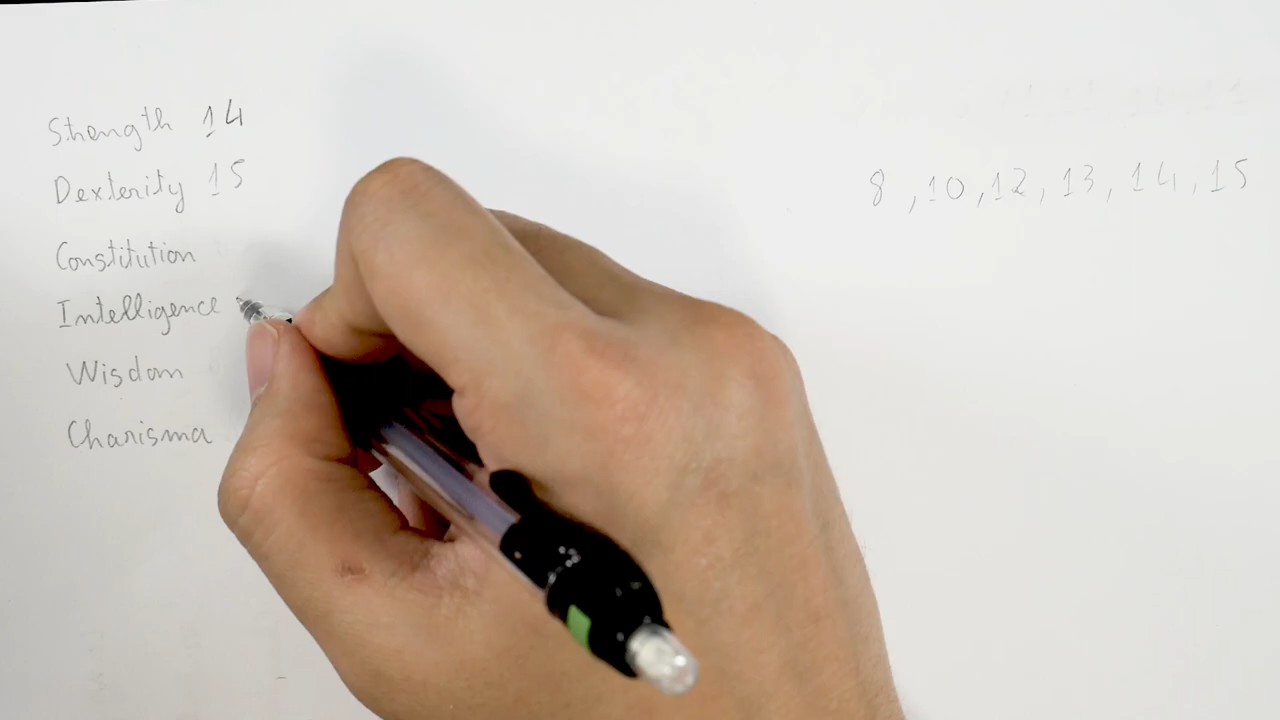 Strength 14
Dexterity 15
Constitution
Intelligence
Wisdom
Charisma
8, 10, 12, 13, 14, 15